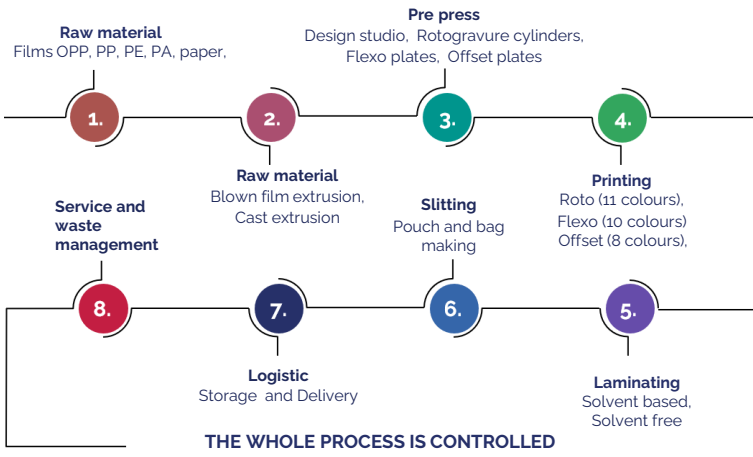 Raw material
Films OPP, PP, PE, PA, paper,
1.
Raw material
Blown film extrusion,
Cast extrusion
2.
Pre press
Design studio, Rotogravure cylinders,
Flexo plates, Offset plates
3.
4.
Printing
Roto (11 colours),
Flexo (10 colours)
Offset (8 colours),
5.
Laminating
Solvent based,
Solvent free
Slitting
Pouch and bag
making
6.
7.
Logistic
Storage and Delivery
Service and
waste
management
8.
THE WHOLE PROCESS IS CONTROLLED